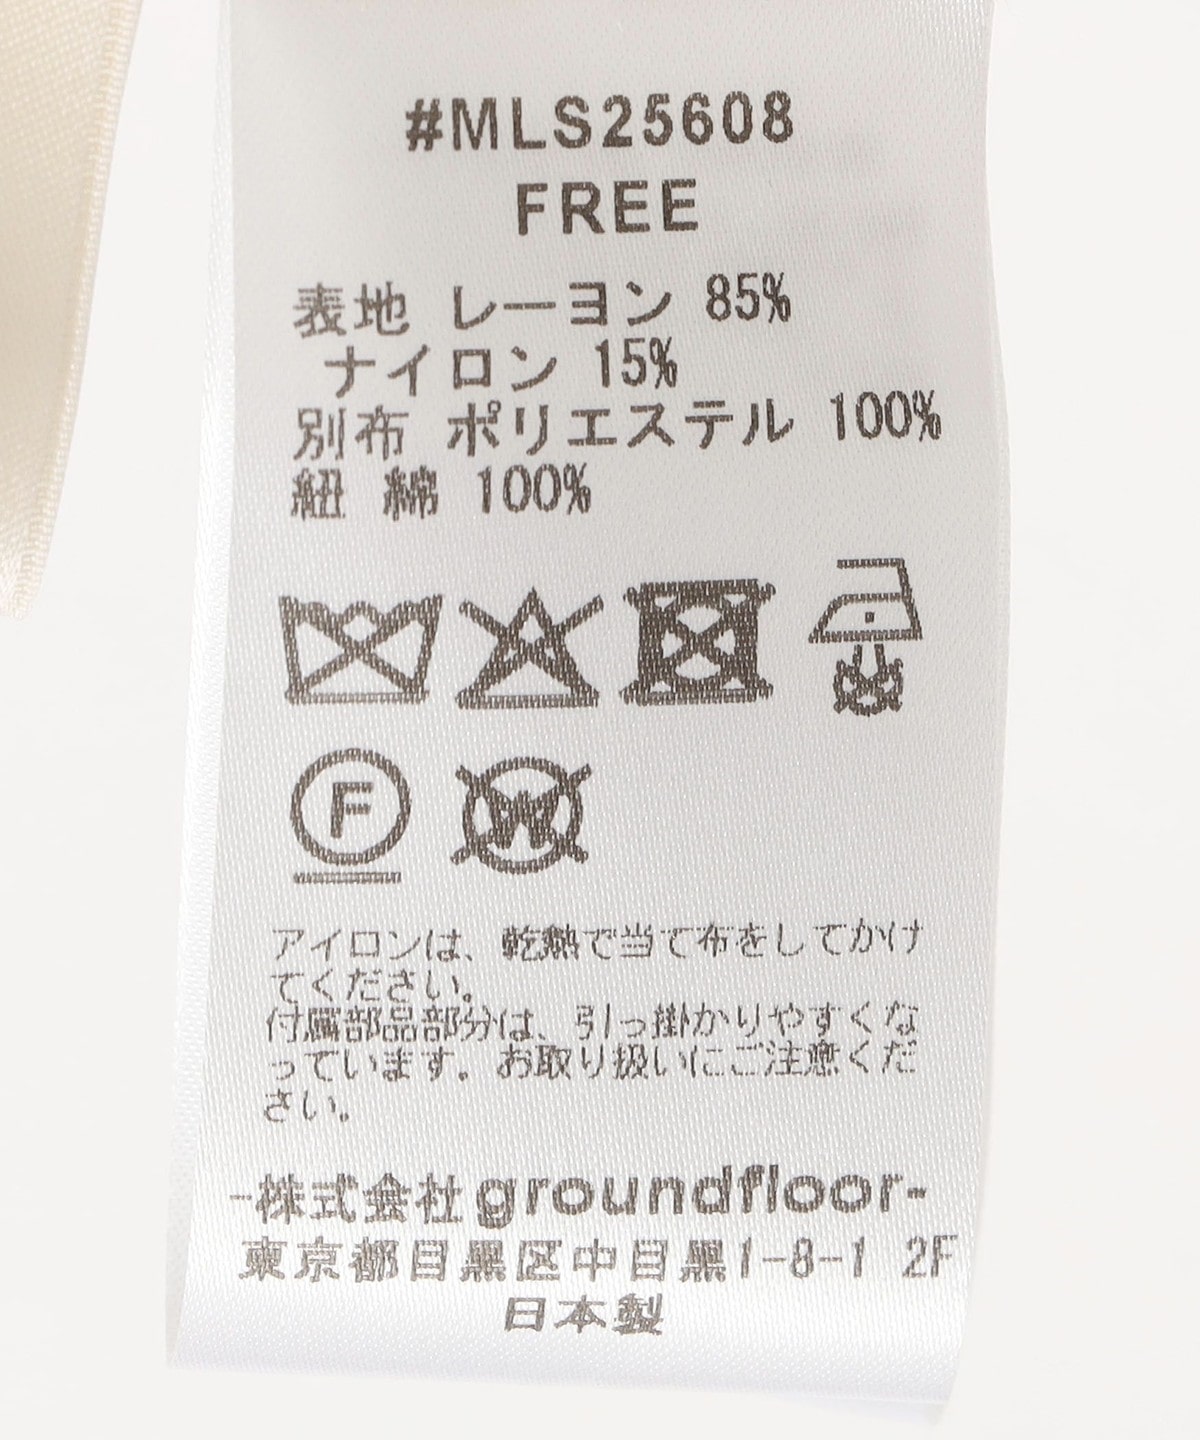 #MLS25608
FREE
表地 レーヨン 85%
ナイロン 15%
別布 ポリエステル 100%
紐 綿 100%
F
W
アイロンは、乾熱で当て布をしてかけ
てください。
付属部品部分は、引っ掛かりやすくな
っています。お取り扱いにご注意くだ
さい。
-株式会社groundfloor-
東京都目黒区中目黒1-8-1 2F
日本製